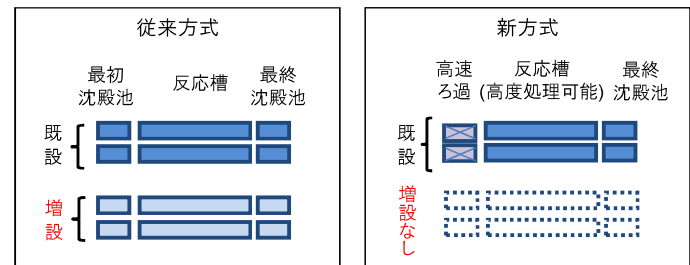 従来方式
最初
沈殿池
反応槽
最終
沈殿池
既
設
増
設
新方式
高速
ろ過
反応槽
(高度処理可能)
最終
沈殿池
既
設
増
設
な
し